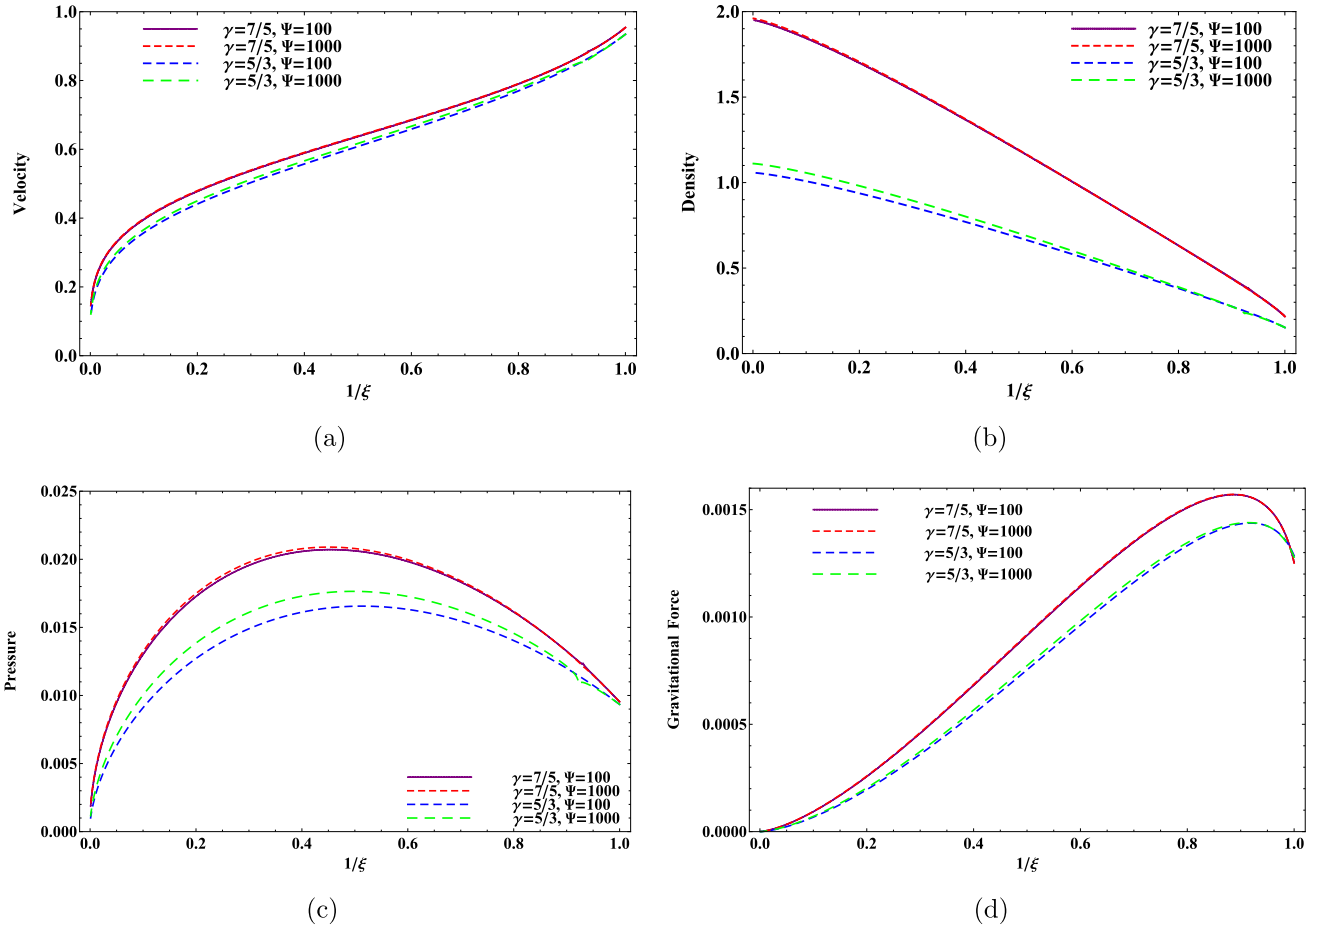 1.0
0.8
0.6
0.4
0.2
0.0
Velocity
γ=7/5, Ψ=100
γ=7/5, Ψ=1000
γ=5/3, Ψ=100
γ=5/3, Ψ=1000
0.0 0.2 0.4 0.6 0.8 1.0
1/ξ
(a)
2.0
1.5
1.0
0.5
0.0
Density
γ=7/5, Ψ=100
γ=7/5, Ψ=1000
γ=5/3, Ψ=100
γ=5/3, Ψ=1000
0.0 0.2 0.4 0.6 0.8 1.0
1/ξ
(b)
0.025
0.020
0.015
0.010
0.005
0.000
Pressure
γ=7/5, Ψ=100
γ=7/5, Ψ=1000
γ=5/3, Ψ=100
γ=5/3, Ψ=1000
0.0 0.2 0.4 0.6 0.8 1.0
1/ξ
(c)
0.0015
0.0010
0.0005
0.0000
Gravitational Force
γ=7/5, Ψ=100
γ=7/5, Ψ=1000
γ=5/3, Ψ=100
γ=5/3, Ψ=1000
0.0 0.2 0.4 0.6 0.8 1.0
1/ξ
(d)